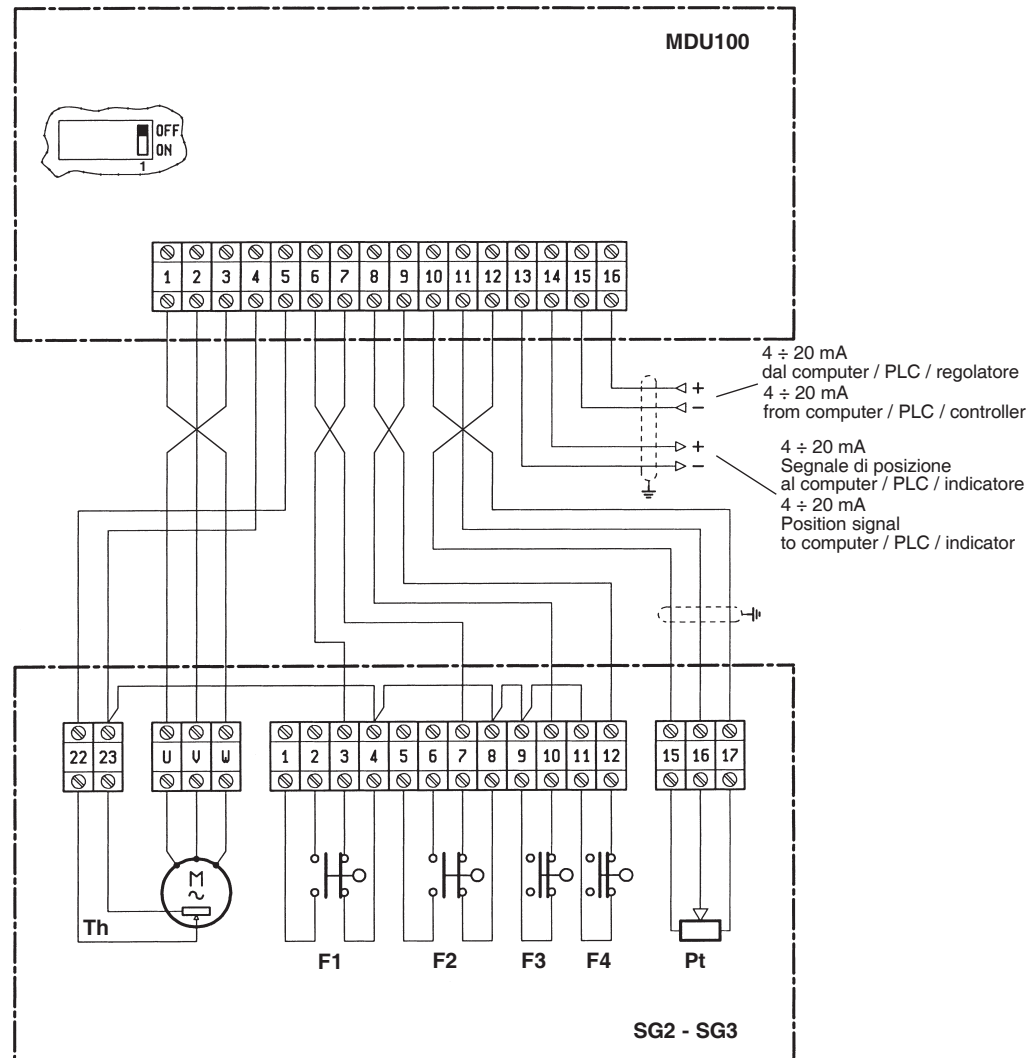 MDU100
OFF
ON
1
1 2 3 4 5 6 7 8 9 10 11 12 13 14 15 16
4 ÷ 20 mA
dal computer / PLC / regolatore
4 ÷ 20 mA
from computer / PLC / controller
+
−
+
−
4 ÷ 20 mA
Segnale di posizione
al computer / PLC / indicatore
4 ÷ 20 mA
Position signal
to computer / PLC / indicator
22 23 U V W 1 2 3 4 5 6 7 8 9 10 11 12 15 16 17
M
~
Th
F1 F2 F3 F4 Pt
SG2 - SG3